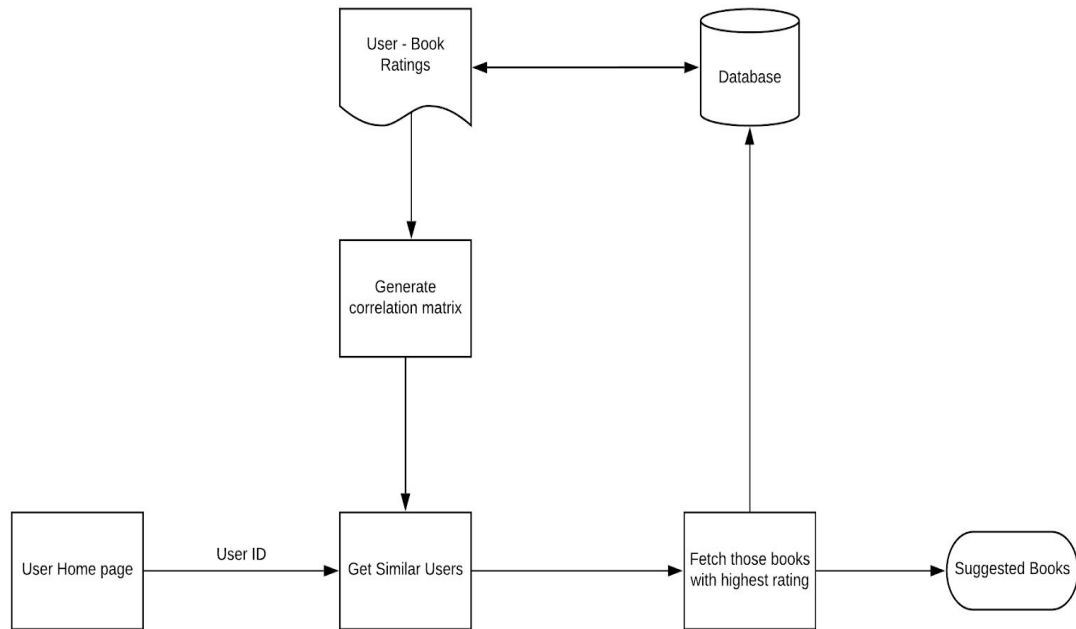 User - Book
Ratings
Database
Generate
correlation matrix
User Home page
User ID
Get Similar Users
Fetch those books
with highest rating
Suggested Books